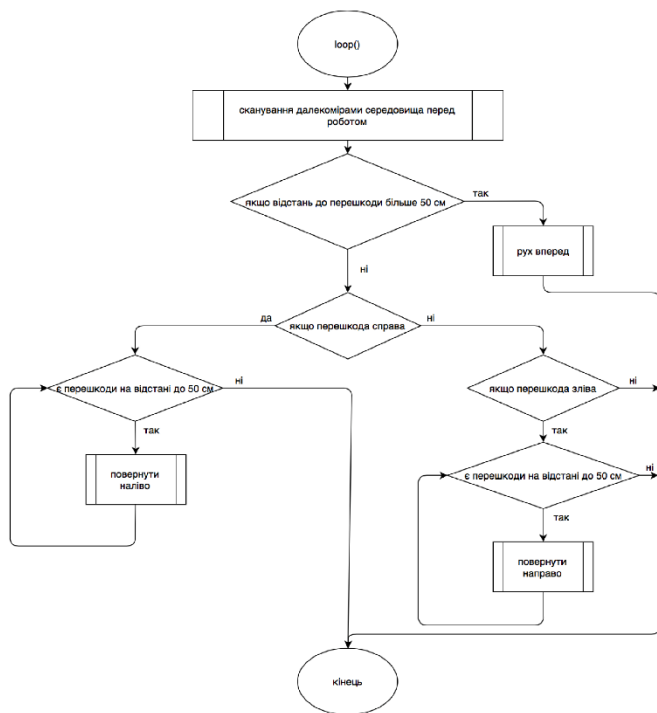 loop()
сканування далекомірами середовища перед
роботом
якщо відстань до перешкоди більше 50 см
так
рух вперед
ні
да
якщо перешкода справа
ні
є перешкоди на відстані до 50 см
ні
якщо перешкода зліва
ні
так
так
повернути
наліво
є перешкоди на відстані до 50 см
ні
так
повернути
направо
кінець